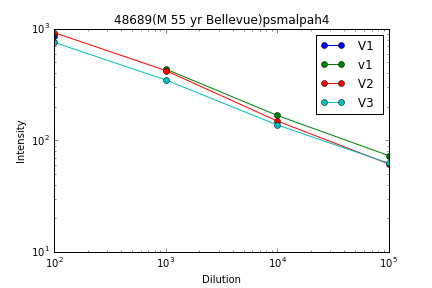 48689(M 55 yr Bellevue)psmalpah4
10³
10²
10¹
Intensity
V1
v1
V2
V3
10² 10³ 10⁴ 10⁵
Dilution